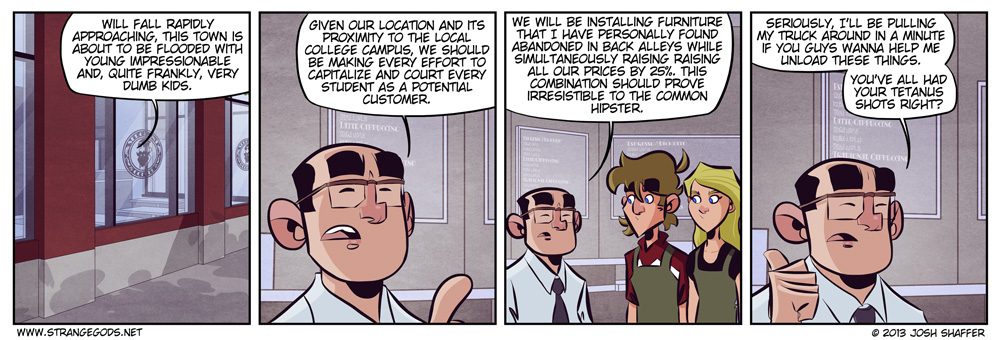 WILL FALL RAPIDLY
APPROACHING, THIS TOWN IS
ABOUT TO BE FLOODED WITH
YOUNG IMPRESSIONABLE
AND, QUITE FRANKLY, VERY
DUMB KIDS.
GIVEN OUR LOCATION AND ITS
PROXIMITY TO THE LOCAL
COLLEGE CAMPUS, WE SHOULD
BE MAKING EVERY EFFORT TO
CAPITALIZE AND COURT EVERY
STUDENT AS A POTENTIAL
CUSTOMER.
WE WILL BE INSTALLING FURNITURE
THAT I HAVE PERSONALLY FOUND
ABANDONED IN BACK ALLEYS WHILE
SIMULTANEOUSLY RAISING RAISING
ALL OUR PRICES BY 25%. THIS
COMBINATION SHOULD PROVE
IRRESISTIBLE TO THE COMMON
HIPSTER.
SERIOUSLY, I'LL BE PULLING
MY TRUCK AROUND IN A MINUTE
IF YOU GUYS WANNA HELP ME
UNLOAD THESE THINGS.
YOU'VE ALL HAD
YOUR TETANUS
SHOTS RIGHT?
WWW.STRANGEGODS.NET
© 2013 JOSH SHAFFER